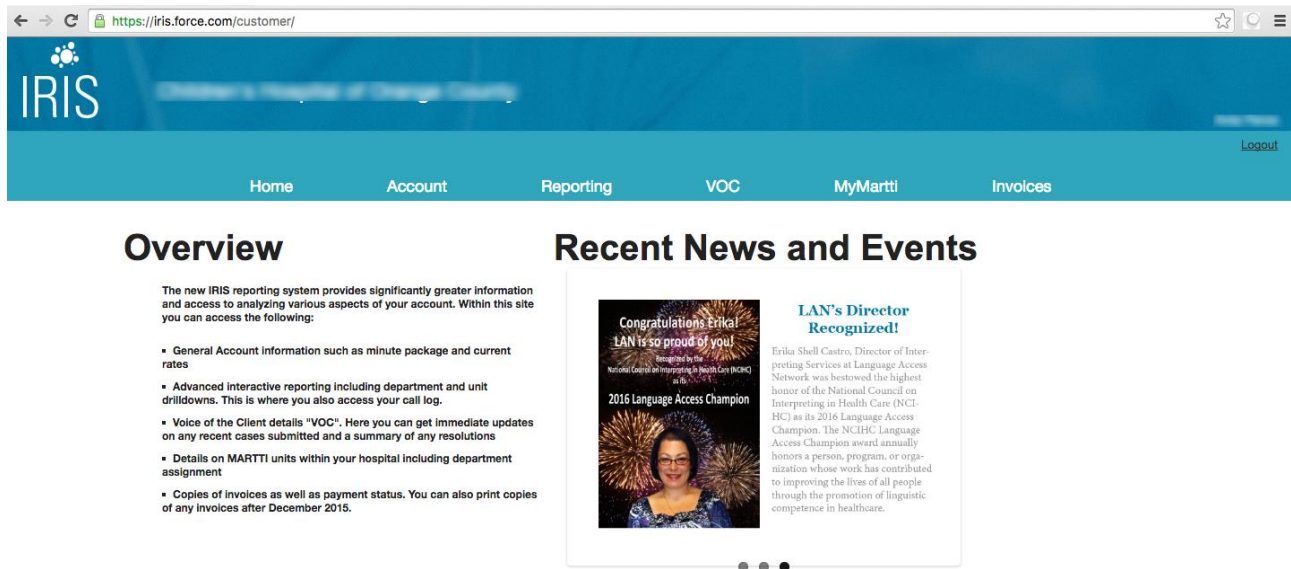 https://iris.force.com/customer/
IRIS
Logout
Home Account Reporting VOC MyMartti Invoices
Overview
The new IRIS reporting system provides significantly greater information
and access to analyzing various aspects of your account. Within this site
you can access the following:
▪ General Account information such as minute package and current
rates
▪ Advanced interactive reporting including department and unit
drilldowns. This is where you also access your call log.
▪ Voice of the Client details "VOC". Here you can get immediate updates
on any recent cases submitted and a summary of any resolutions
▪ Details on MARTTI units within your hospital including department
assignment
▪ Copies of invoices as well as payment status. You can also print copies
of any invoices after December 2015.
Recent News and Events
Congratulations Erika!
LAN is so proud of you!
Recognized by the
National Council on Interpreting in Health Care (NCIHC)
as its
2016 Language Access Champion
LAN's Director
Recognized!
Erika Shell Castro, Director of Inter-
preting Services at Language Access
Network was bestowed the highest
honor of the National Council on
Interpreting in Health Care (NCI-
HC) as its 2016 Language Access
Champion. The NCIHC Language
Access Champion award annually
honors a person, program, or orga-
nization whose work has contributed
to improving the lives of all people
through the promotion of linguistic
competence in healthcare.